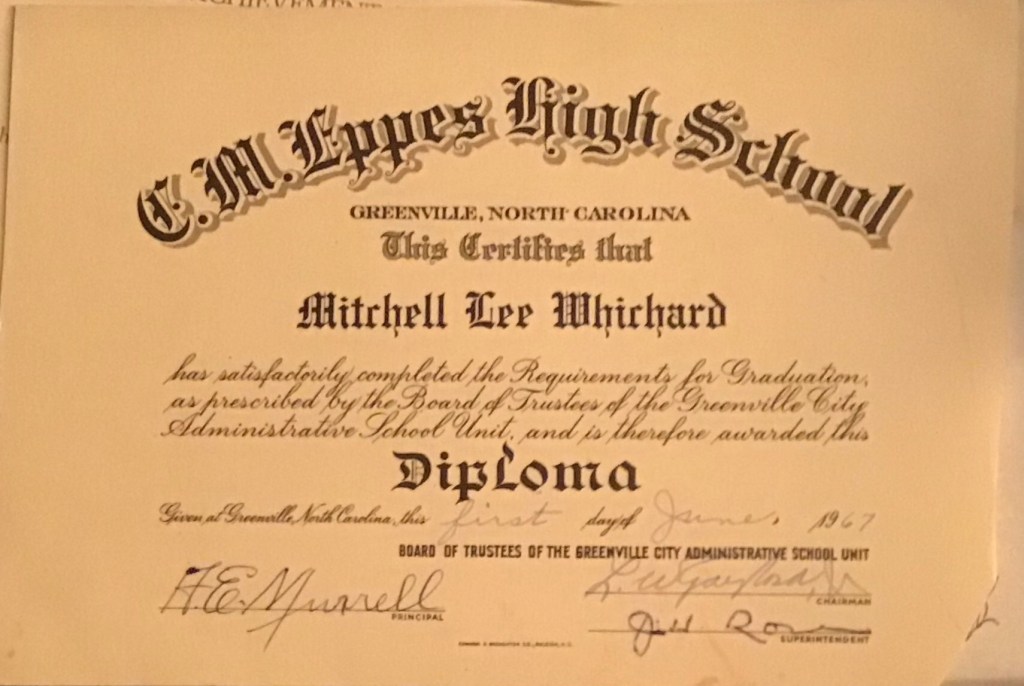 C. M. Eppes High School
GREENVILLE, NORTH CAROLINA
This Certifies that
Mitchell Lee Whichard
has satisfactorily completed the Requirements for Graduation,
as prescribed by the Board of Trustees of the Greenville City
Administrative School Unit, and is therefore awarded this
Diploma
Given at Greenville, North Carolina, this first day of June, 1967
BOARD OF TRUSTEES OF THE GREENVILLE CITY ADMINISTRATIVE SCHOOL UNIT
CHAIRMAN
A. E. Murrell
PRINCIPAL
SUPERINTENDENT